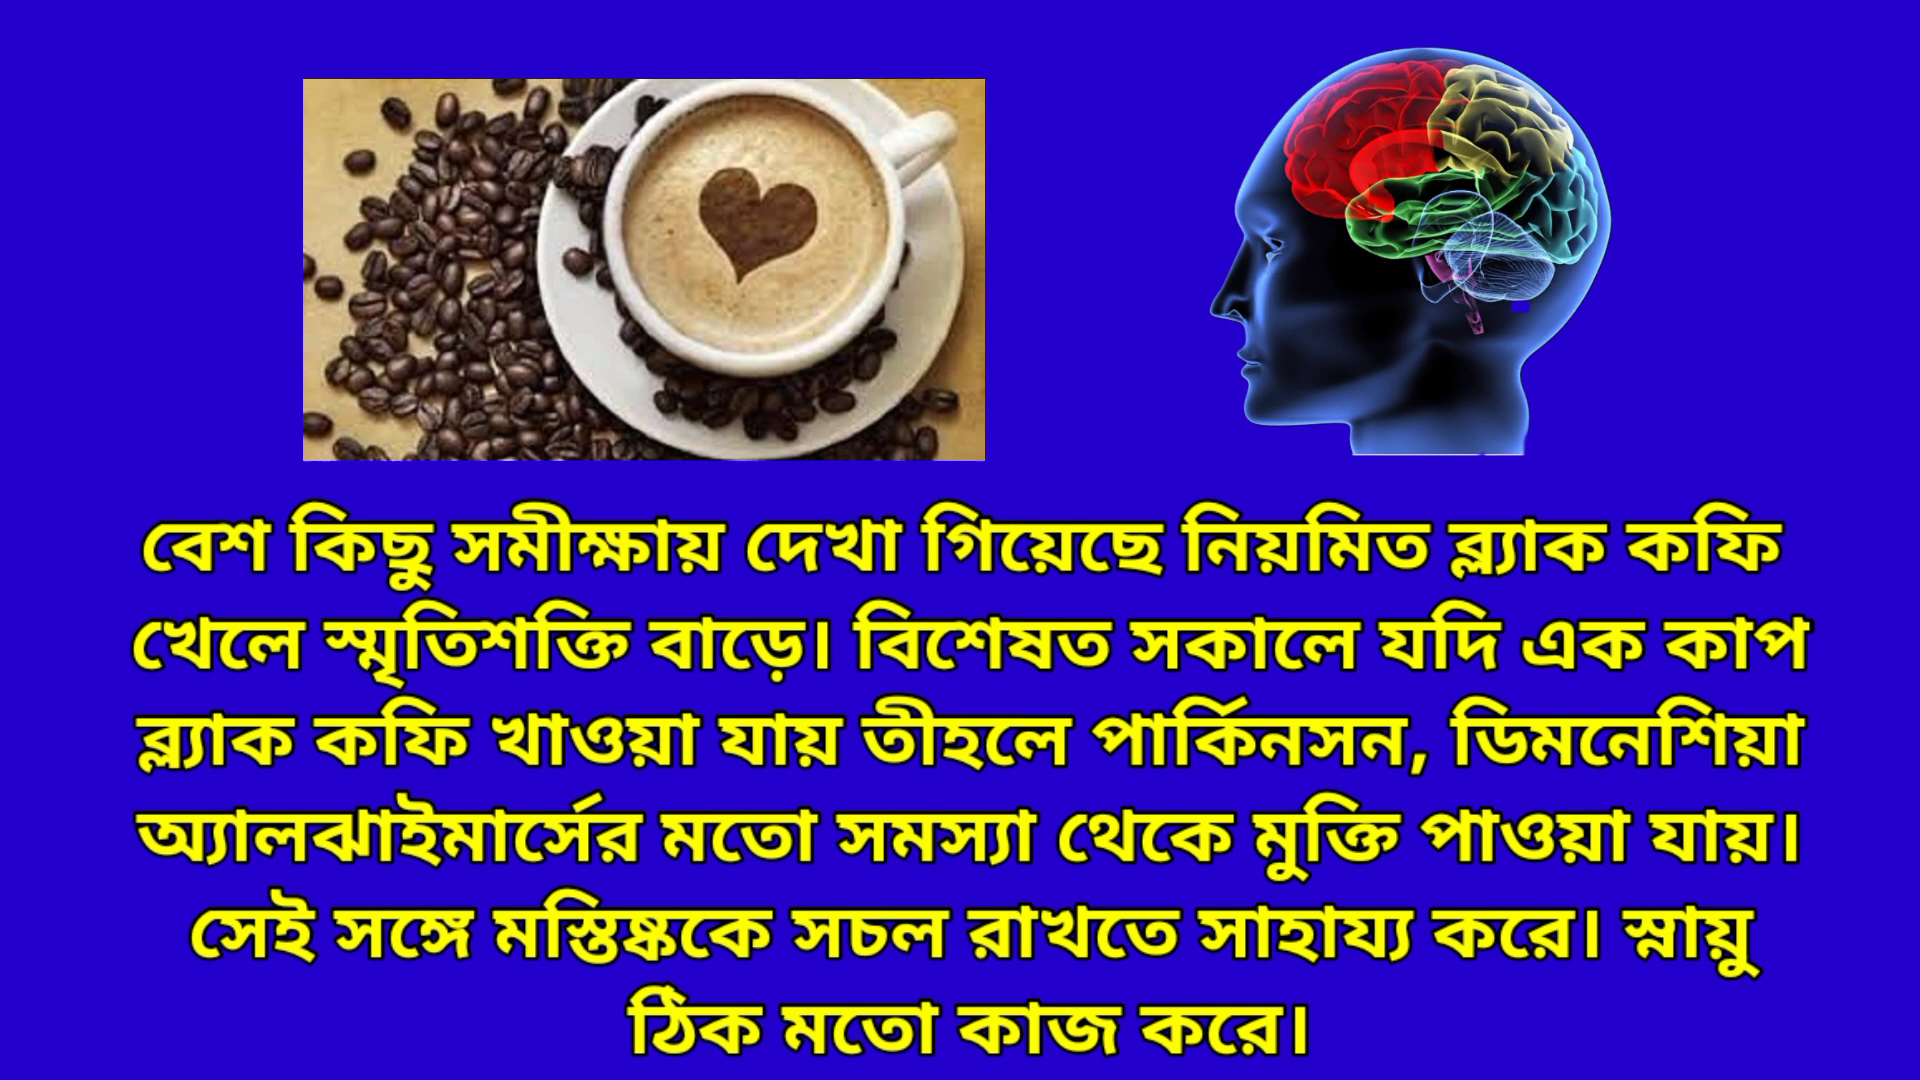 বেশ কিছু সমীক্ষায় দেখা গিয়েছে নিয়মিত ব্ল্যাক কফি
খেলে স্মৃতিশক্তি বাড়ে। বিশেষত সকালে যদি এক কাপ
ব্ল্যাক কফি খাওয়া যায় তীহলে পার্কিনসন, ডিমনেশিয়া
অ্যালঝাইমার্সের মতো সমস্যা থেকে মুক্তি পাওয়া যায়।
সেই সঙ্গে মস্তিষ্ককে সচল রাখতে সাহায্য করে। স্নায়ু
ঠিক মতো কাজ করে।